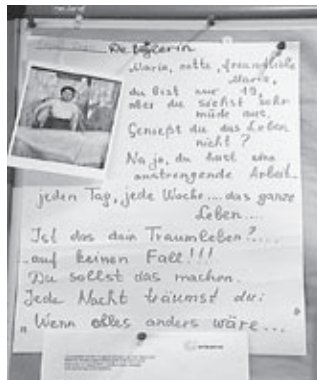 Die Büglerin
Maria, nette, freundliche
Maria,
du bist nur 19,
aber du siehst sehr
müde aus.
Genießt du das Leben
nicht?
Na ja, du hast eine
anstrengende Arbeit_
jeden Tag, jede Woche... das ganze
Leben....
Ist das dein Traumleben?....
auf keinen Fall!!!
Du sollst das machen.
Jede Nacht träumst du:
"Wenn alles anders wäre...